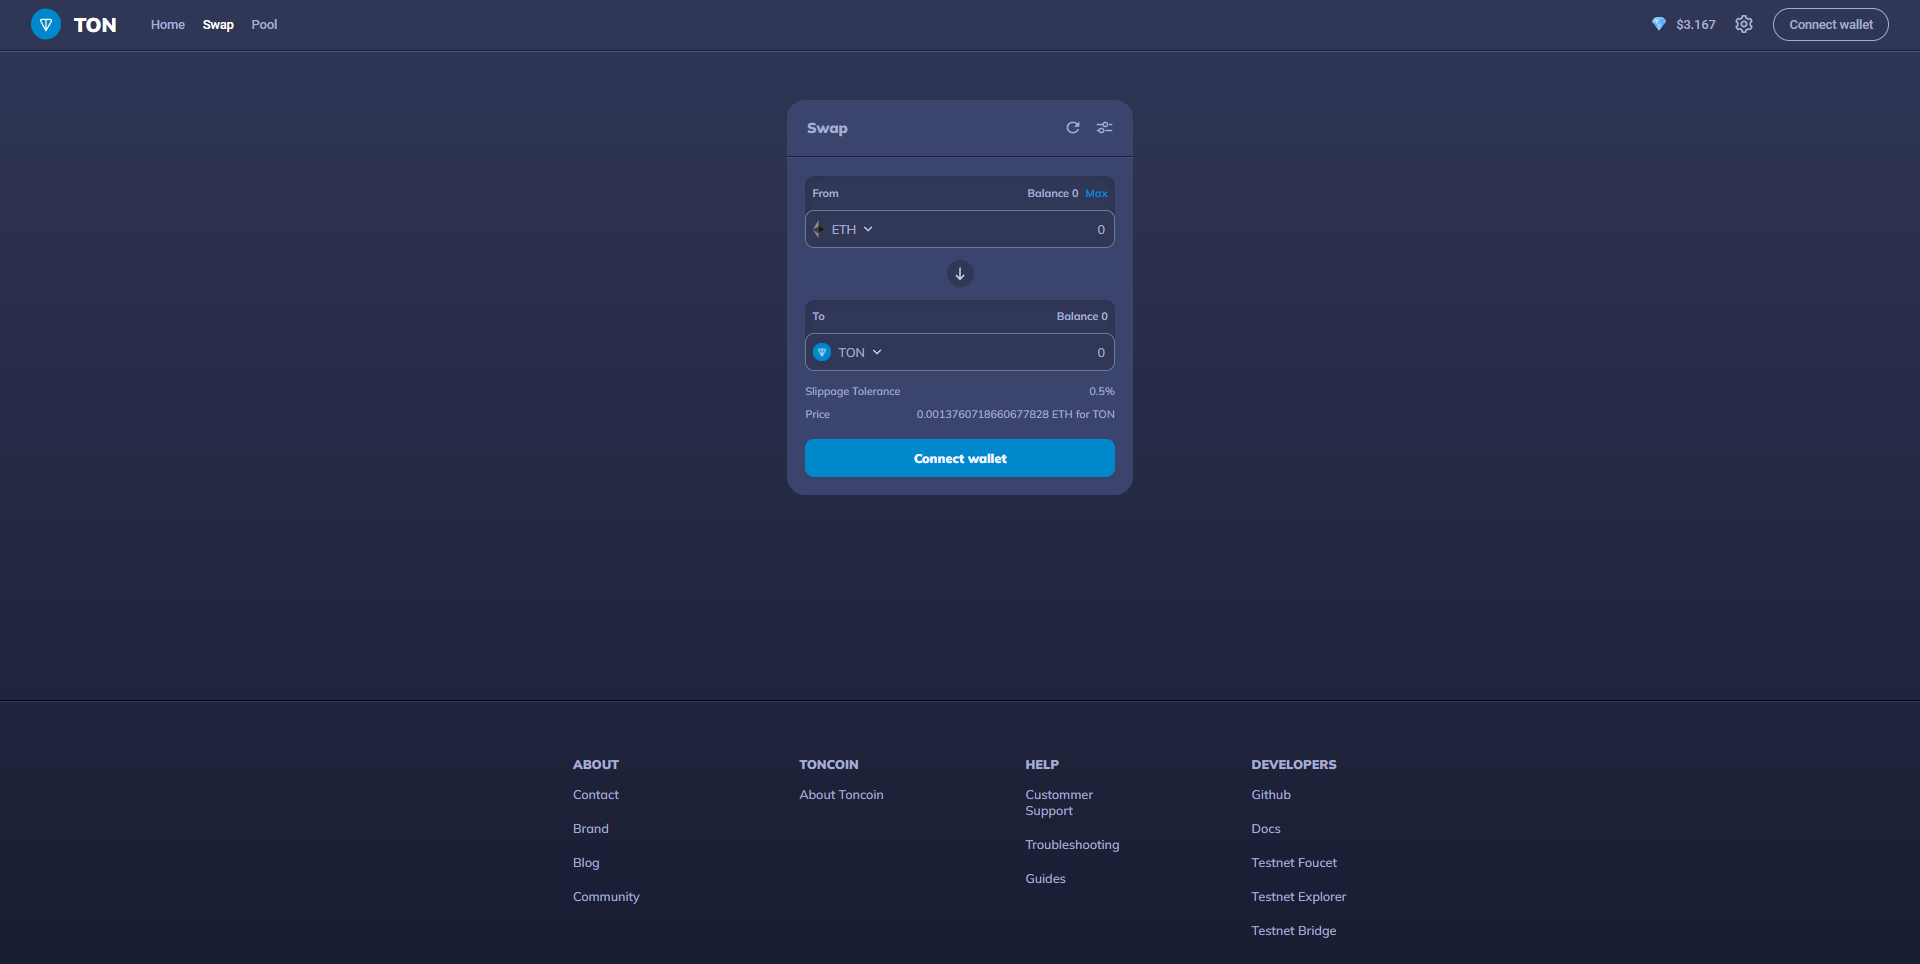 TON
Home Swap Pool
$3.167
Connect wallet
Swap
From Balance 0 Max
ETH 0
To Balance 0
TON 0
Slippage Tolerance 0.5%
Price 0.0013760718660677828 ETH for TON
Connect wallet
ABOUT
Contact
Brand
Blog
Community
TONCOIN
About Toncoin
HELP
Custommer
Support
Troubleshooting
Guides
DEVELOPERS
Github
Docs
Testnet Foucet
Testnet Explorer
Testnet Bridge